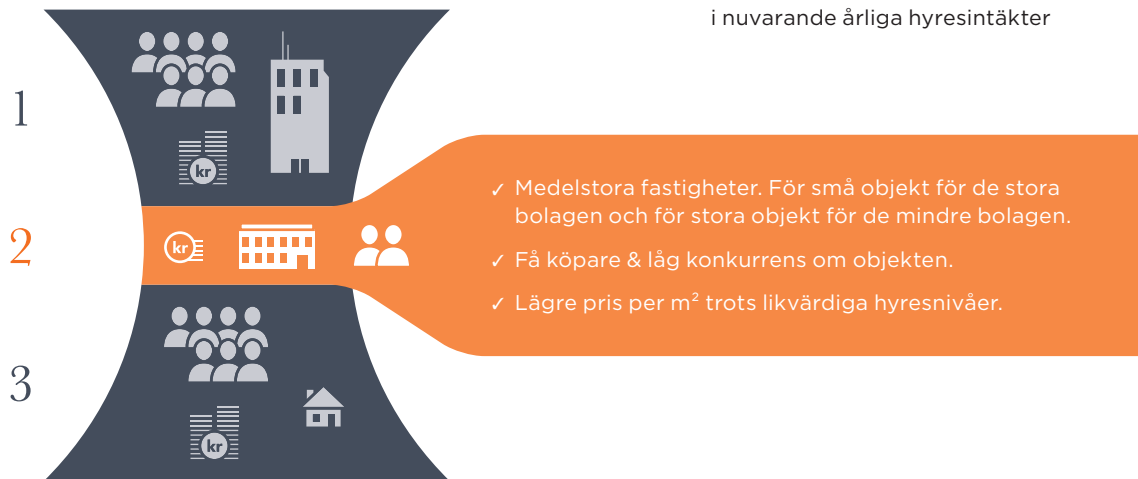 i nuvarande årliga hyresintäkter
1
kr
✓ Medelstora fastigheter. För små objekt för de stora
bolagen och för stora objekt för de mindre bolagen.
2
kr
✓ Få köpare & låg konkurrens om objekten.
✓ Lägre pris per m² trots likvärdiga hyresnivåer.
3
kr